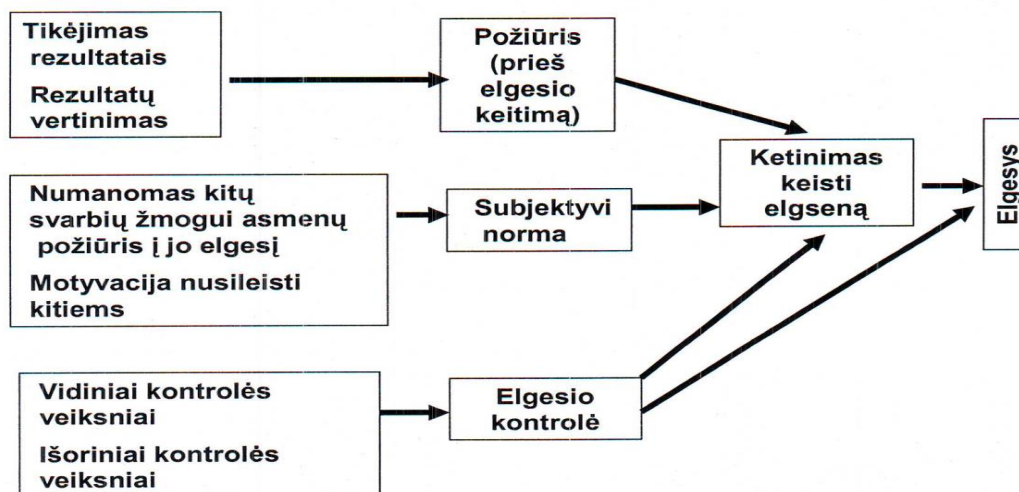 Tikėjimas
rezultatais
Rezultatų
vertinimas
Požiūris
(prieš
elgesio
keitimą)
Ketinimas
keisti
elgseną
Elgesys
Numanomas kitų
svarbių žmogui asmenų
požiūris į jo elgesį
Motyvacija nusileisti
kitiems
Subjektyvi
norma
Vidiniai kontrolės
veiksniai
Išoriniai kontrolės
veiksniai
Elgesio
kontrolė